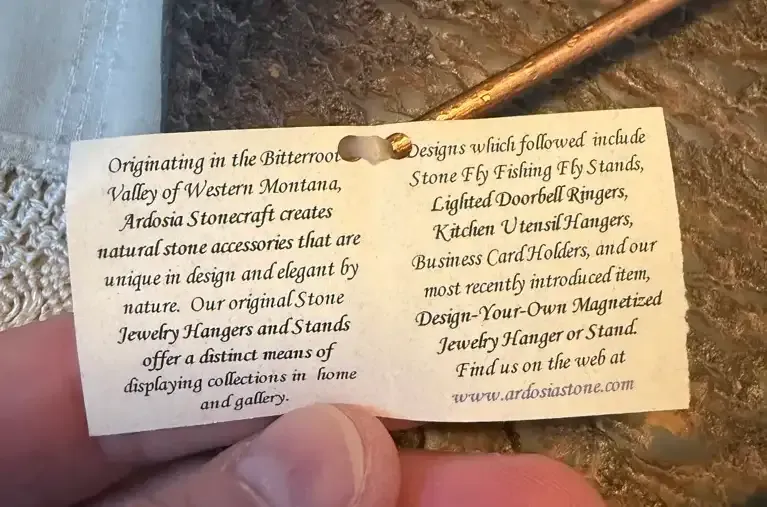 Originating in the Bitterroot
Valley of Western Montana,
Ardosia Stonecraft creates
natural stone accessories that are
unique in design and elegant by
nature. Our original Stone
Jewelry Hangers and Stands
offer a distinct means of
displaying collections in home
and gallery.
Designs which followed include
Stone Fly Fishing Fly Stands,
Lighted Doorbell Ringers,
Kitchen Utensil Hangers,
Business Card Holders, and our
most recently introduced item,
Design-Your-Own Magnetized
Jewelry Hanger or Stand.
Find us on the web at
www.ardosiastone.com